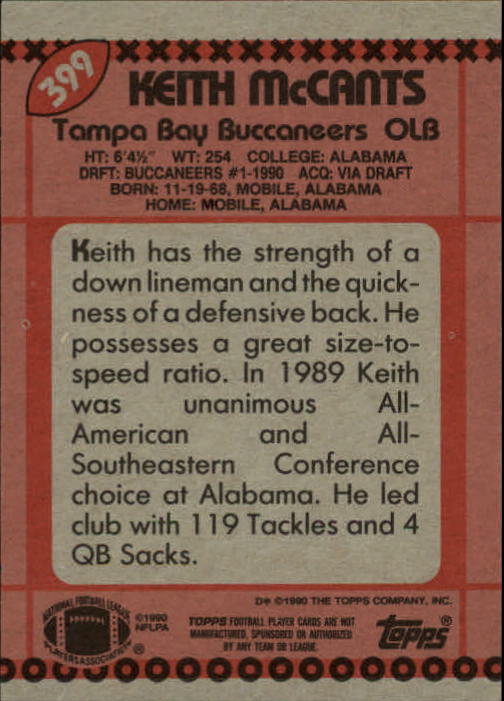 399
KEITH McCANTS
Tampa Bay Buccaneers OLB
HT: 6'4½" WT: 254 COLLEGE: ALABAMA
DRFT: BUCCANEERS #1-1990 ACQ: VIA DRAFT
BORN: 11-19-68, MOBILE, ALABAMA
HOME: MOBILE, ALABAMA
Keith has the strength of a
down lineman and the quick-
ness of a defensive back. He
possesses a great size-to-
speed ratio. In 1989 Keith
was unanimous All-
American and All-
Southeastern Conference
choice at Alabama. He led
club with 119 Tackles and 4
QB Sacks.
D* ©1990 THE TOPPS COMPANY, INC.
NATIONAL FOOTBALL LEAGUE
PLAYERS ASSOCIATION
®
©1990
NFLPA
TOPPS FOOTBALL PLAYER CARDS ARE NOT
MANUFACTURED, SPONSORED OR AUTHORIZED
BY ANY TEAM OR LEAGUE.
topps®